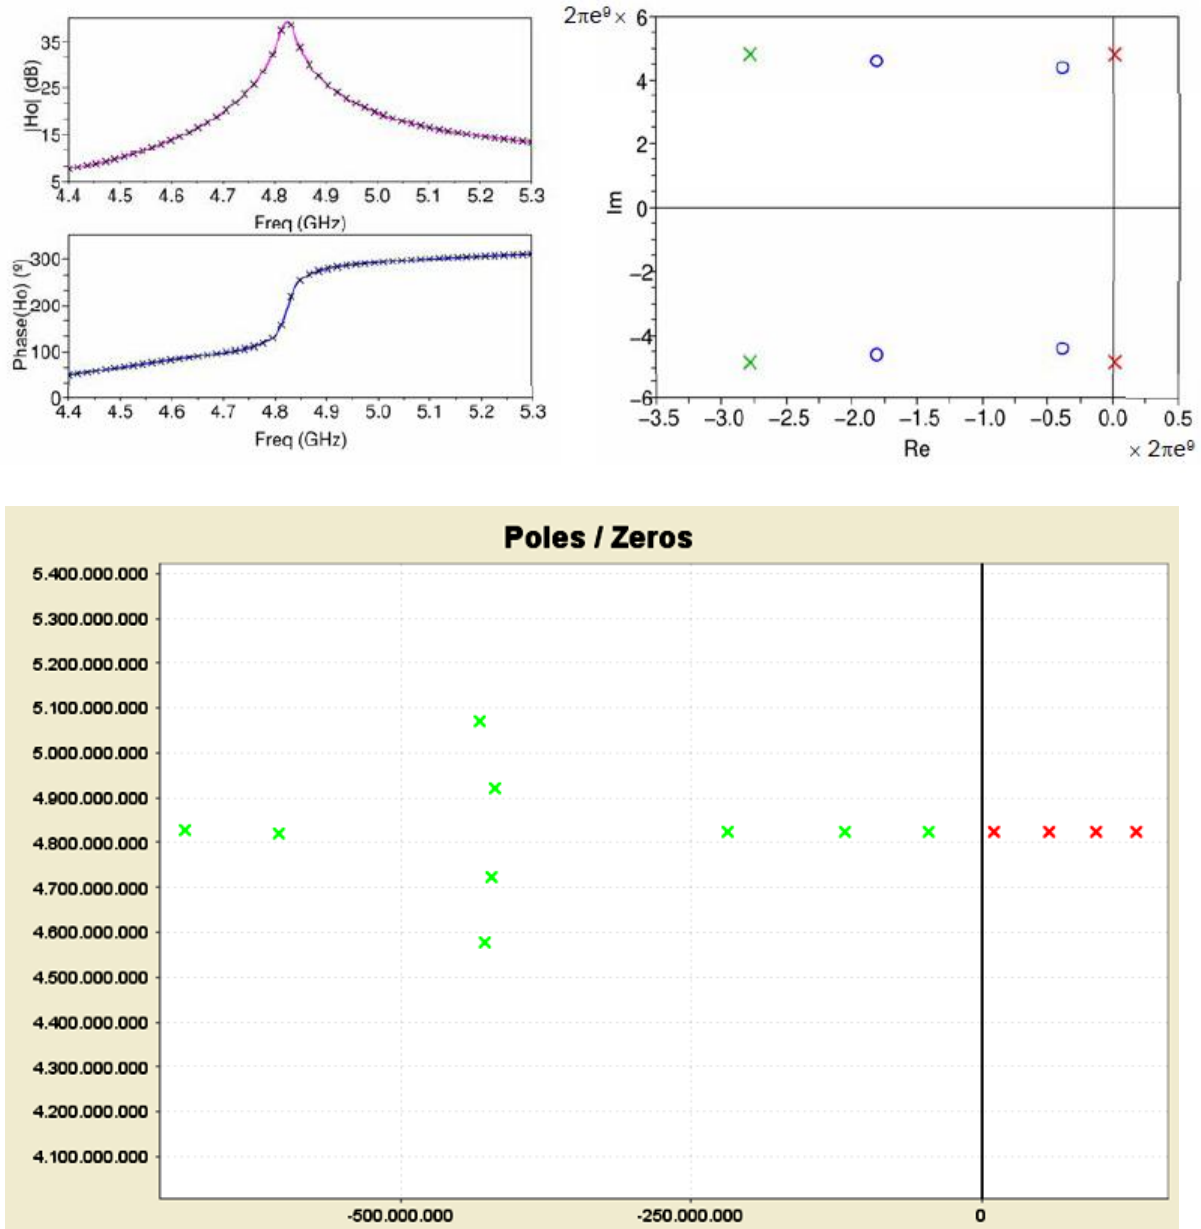 |Ho| (dB)
35
25
15
5
4.4 4.5 4.6 4.7 4.8 4.9 5.0 5.1 5.2 5.3
Freq (GHz)
Phase(Ho) (º)
300
200
100
0
4.4 4.5 4.6 4.7 4.8 4.9 5.0 5.1 5.2 5.3
Freq (GHz)
2πe⁹ × 6
4
2
0
−2
−4
−6
Im
−3.5 −3.0 −2.5 −2.0 −1.5 −1.0 −0.5 0.0 0.5
Re
× 2πe⁹
Poles / Zeros
5.400.000.000
5.300.000.000
5.200.000.000
5.100.000.000
5.000.000.000
4.900.000.000
4.800.000.000
4.700.000.000
4.600.000.000
4.500.000.000
4.400.000.000
4.300.000.000
4.200.000.000
4.100.000.000
-500.000.000 -250.000.000 0